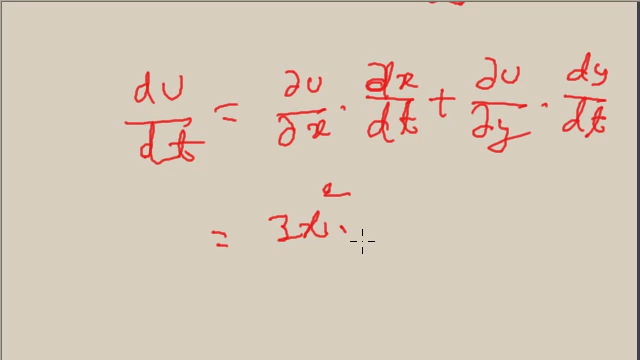 dU/dt = ∂U/∂x · dx/dt + ∂U/∂y · dy/dt
= 3x² ·